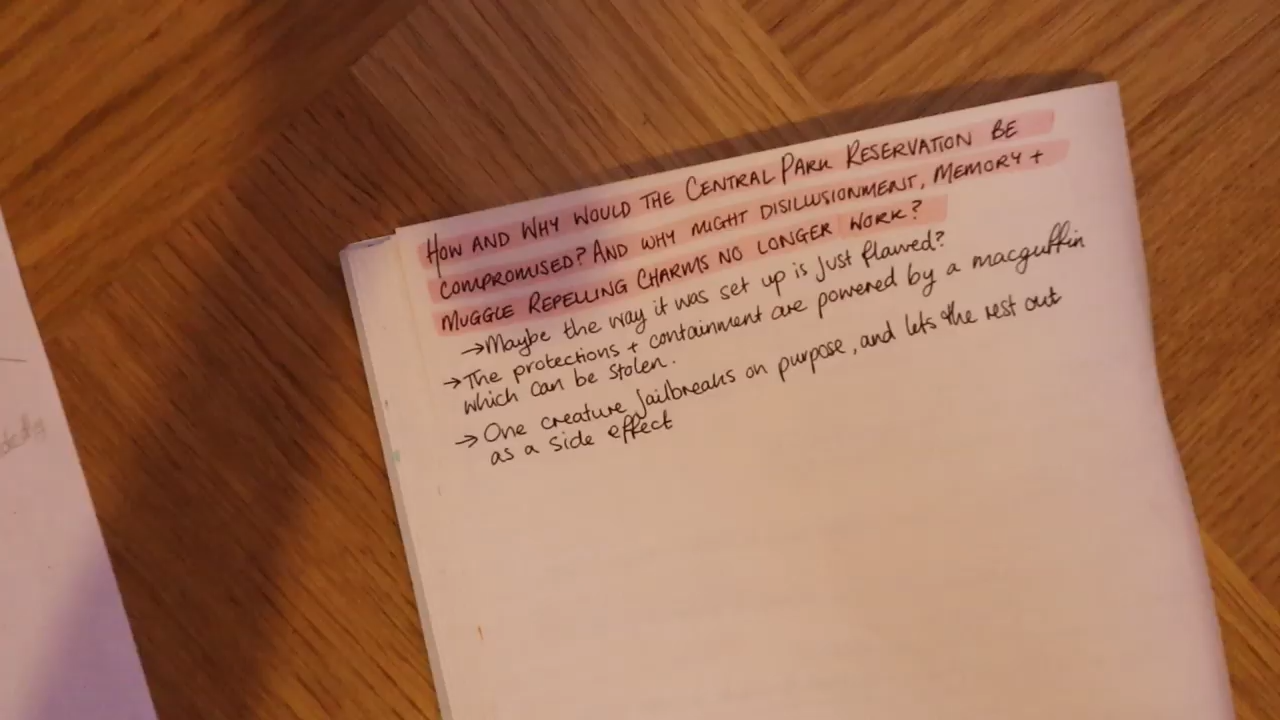 HOW AND WHY WOULD THE CENTRAL PARK RESERVATION BE
COMPROMISED? AND WHY MIGHT DISILLUSIONMENT, MEMORY +
MUGGLE REPELLING CHARMS NO LONGER WORK?
→ Maybe the way it was set up is just flawed?
→ The protections + containment are powered by a macguffin
which can be stolen.
→ One creature jailbreaks on purpose, and lets the rest out
as a side effect